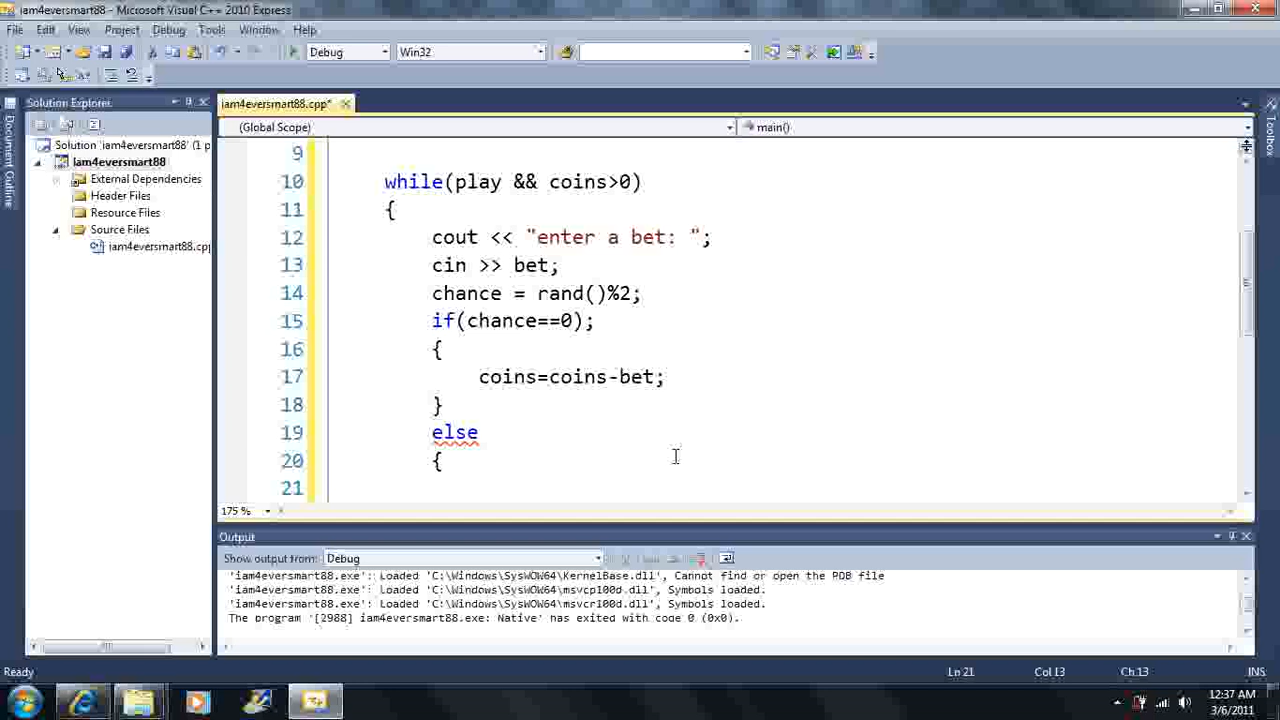 iam4eversmart88 - Microsoft Visual C++ 2010 Express
File Edit View Project Debug Tools Window Help
Debug Win32
Solution Explorer
iam4eversmart88.cpp*
(Global Scope) main()
Document Outline
Toolbox
Solution 'iam4eversmart88' (1 p
iam4eversmart88
External Dependencies
Header Files
Resource Files
Source Files
iam4eversmart88.cp
9
10 while(play && coins>0)
11 {
12 cout << "enter a bet: ";
13 cin >> bet;
14 chance = rand()%2;
15 if(chance==0);
16 {
17 coins=coins-bet;
18 }
19 else
20 {
21
175 %
Output
Show output from: Debug
'iam4eversmart88.exe': Loaded 'C:\Windows\SysWOW64\KernelBase.dll', Cannot find or open the PDB file
'iam4eversmart88.exe': Loaded 'C:\Windows\SysWOW64\msvcp100d.dll', Symbols loaded.
'iam4eversmart88.exe': Loaded 'C:\Windows\SysWOW64\msvcr100d.dll', Symbols loaded.
The program '[2988] iam4eversmart88.exe: Native' has exited with code 0 (0x0).
Ready Ln 21 Col 13 Ch 13 INS
12:37 AM
3/6/2011